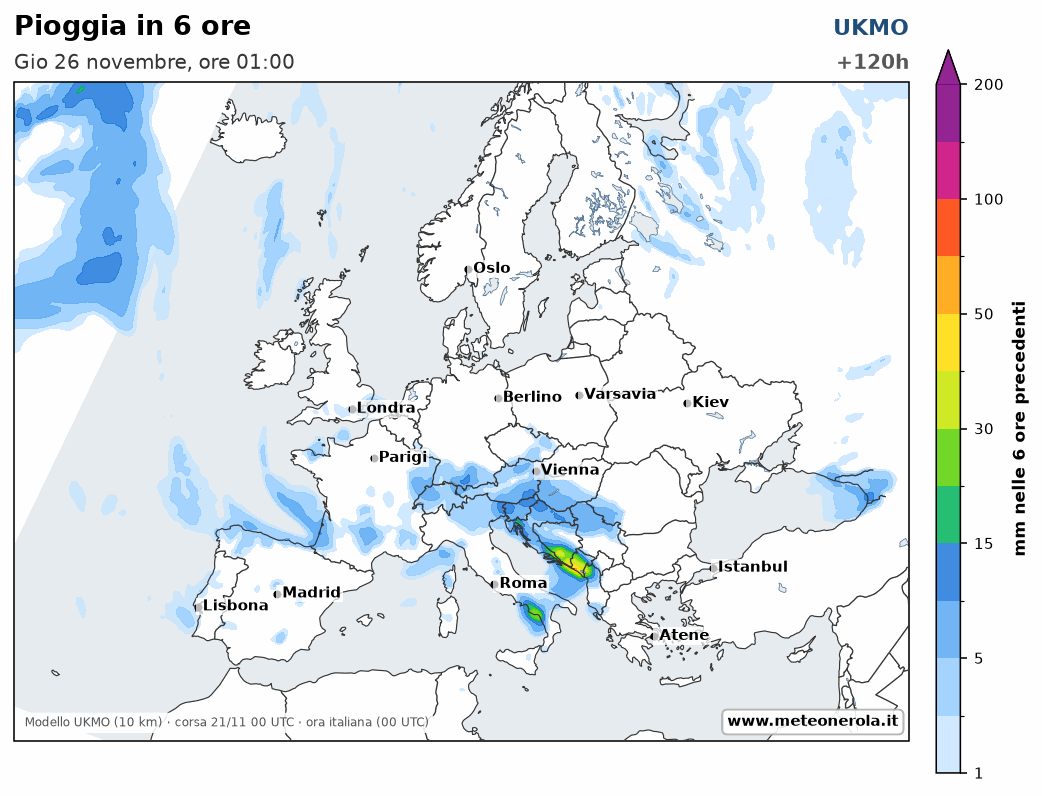 Pioggia in 6 ore
UKMO
Gio 26 novembre, ore 01:00
+120h
200
100
50
30
15
5
1
mm nelle 6 ore precedenti
Oslo
Berlino
Varsavia
Londra
Kiev
Parigi
Vienna
Istanbul
Roma
Madrid
Lisbona
Atene
Modello UKMO (10 km) · corsa 21/11 00 UTC · ora italiana (00 UTC)
www.meteonerola.it